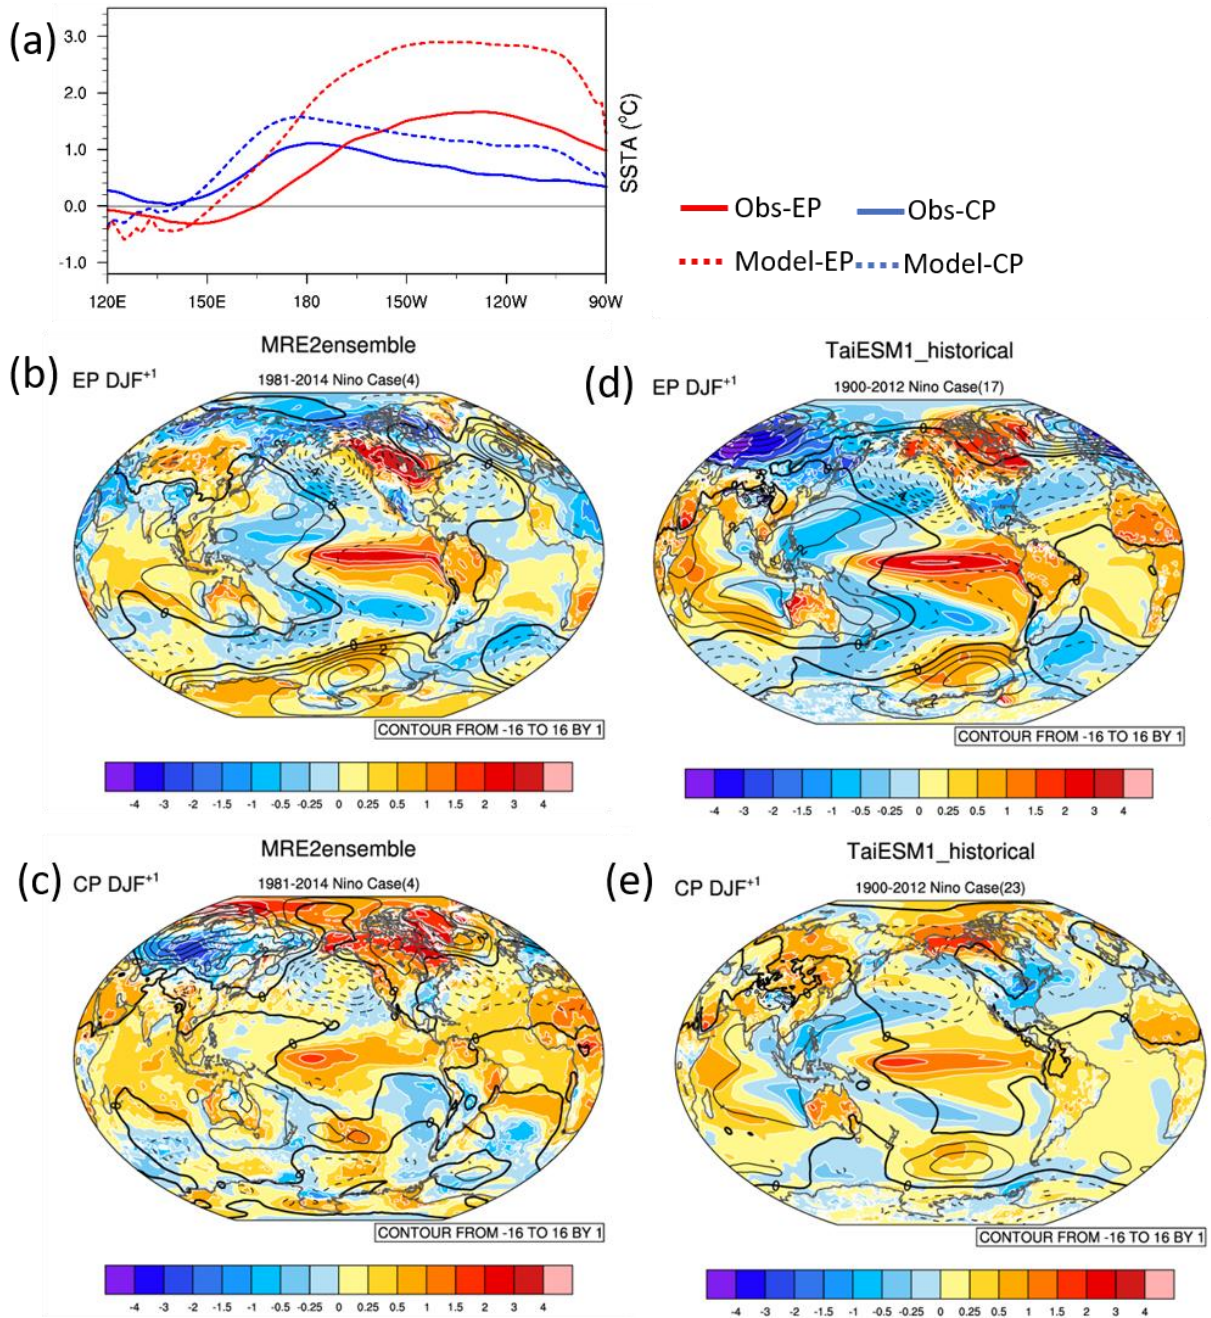 (a)
3.0
2.0
1.0
0.0
-1.0
120E 150E 180 150W 120W 90W
SSTA (°C)
Obs-EP Obs-CP
Model-EP Model-CP
(b)
MRE2ensemble
EP DJF+1
1981-2014 Nino Case(4)
CONTOUR FROM -16 TO 16 BY 1
-4 -3 -2 -1.5 -1 -0.5 -0.25 0 0.25 0.5 1 1.5 2 3 4
(d)
TaiESM1_historical
EP DJF+1
1900-2012 Nino Case(17)
CONTOUR FROM -16 TO 16 BY 1
-4 -3 -2 -1.5 -1 -0.5 -0.25 0 0.25 0.5 1 1.5 2 3 4
(c)
MRE2ensemble
CP DJF+1
1981-2014 Nino Case(4)
CONTOUR FROM -16 TO 16 BY 1
-4 -3 -2 -1.5 -1 -0.5 -0.25 0 0.25 0.5 1 1.5 2 3 4
(e)
TaiESM1_historical
CP DJF+1
1900-2012 Nino Case(23)
CONTOUR FROM -16 TO 16 BY 1
-4 -3 -2 -1.5 -1 -0.5 -0.25 0 0.25 0.5 1 1.5 2 3 4